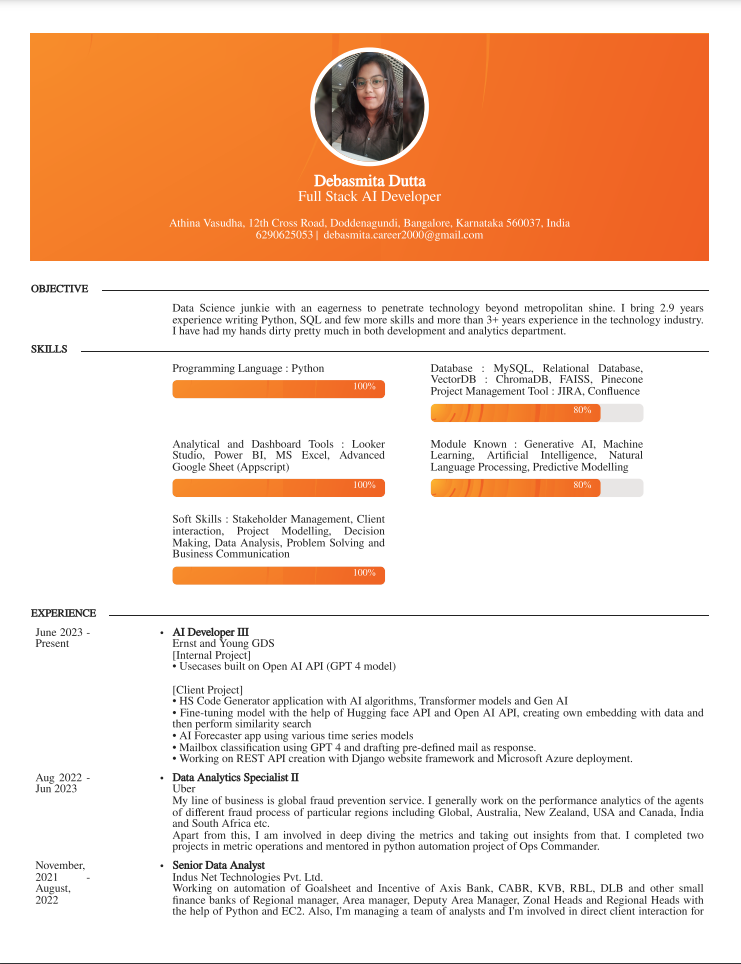 Debasmita Dutta
Full Stack AI Developer
Athina Vasudha, 12th Cross Road, Doddenagundi, Bangalore, Karnataka 560037, India
6290625053 | debasmita.career2000@gmail.com
OBJECTIVE
Data Science junkie with an eagerness to penetrate technology beyond metropolitan shine. I bring 2.9 years
experience writing Python, SQL and few more skills and more than 3+ years experience in the technology industry.
I have had my hands dirty pretty much in both development and analytics department.
SKILLS
Programming Language : Python
100%
Database : MySQL, Relational Database,
VectorDB : ChromaDB, FAISS, Pinecone
Project Management Tool : JIRA, Confluence
80%
Analytical and Dashboard Tools : Looker
Studio, Power BI, MS Excel, Advanced
Google Sheet (Appscript)
100%
Module Known : Generative AI, Machine
Learning, Artificial Intelligence, Natural
Language Processing, Predictive Modelling
80%
Soft Skills : Stakeholder Management, Client
interaction, Project Modelling, Decision
Making, Data Analysis, Problem Solving and
Business Communication
100%
EXPERIENCE
June 2023 -
Present
• AI Developer III
Ernst and Young GDS
[Internal Project]
• Usecases built on Open AI API (GPT 4 model)
[Client Project]
• HS Code Generator application with AI algorithms, Transformer models and Gen AI
• Fine-tuning model with the help of Hugging face API and Open AI API, creating own embedding with data and
then perform similarity search
• AI Forecaster app using various time series models
• Mailbox classification using GPT 4 and drafting pre-defined mail as response.
• Working on REST API creation with Django website framework and Microsoft Azure deployment.
Aug 2022 -
Jun 2023
• Data Analytics Specialist II
Uber
My line of business is global fraud prevention service. I generally work on the performance analytics of the agents
of different fraud process of particular regions including Global, Australia, New Zealand, USA and Canada, India
and South Africa etc.
Apart from this, I am involved in deep diving the metrics and taking out insights from that. I completed two
projects in metric operations and mentored in python automation project of Ops Commander.
November,
2021 -
August,
2022
• Senior Data Analyst
Indus Net Technologies Pvt. Ltd.
Working on automation of Goalsheet and Incentive of Axis Bank, CABR, KVB, RBL, DLB and other small
finance banks of Regional manager, Area manager, Deputy Area Manager, Zonal Heads and Regional Heads with
the help of Python and EC2. Also, I'm managing a team of analysts and I'm involved in direct client interaction for